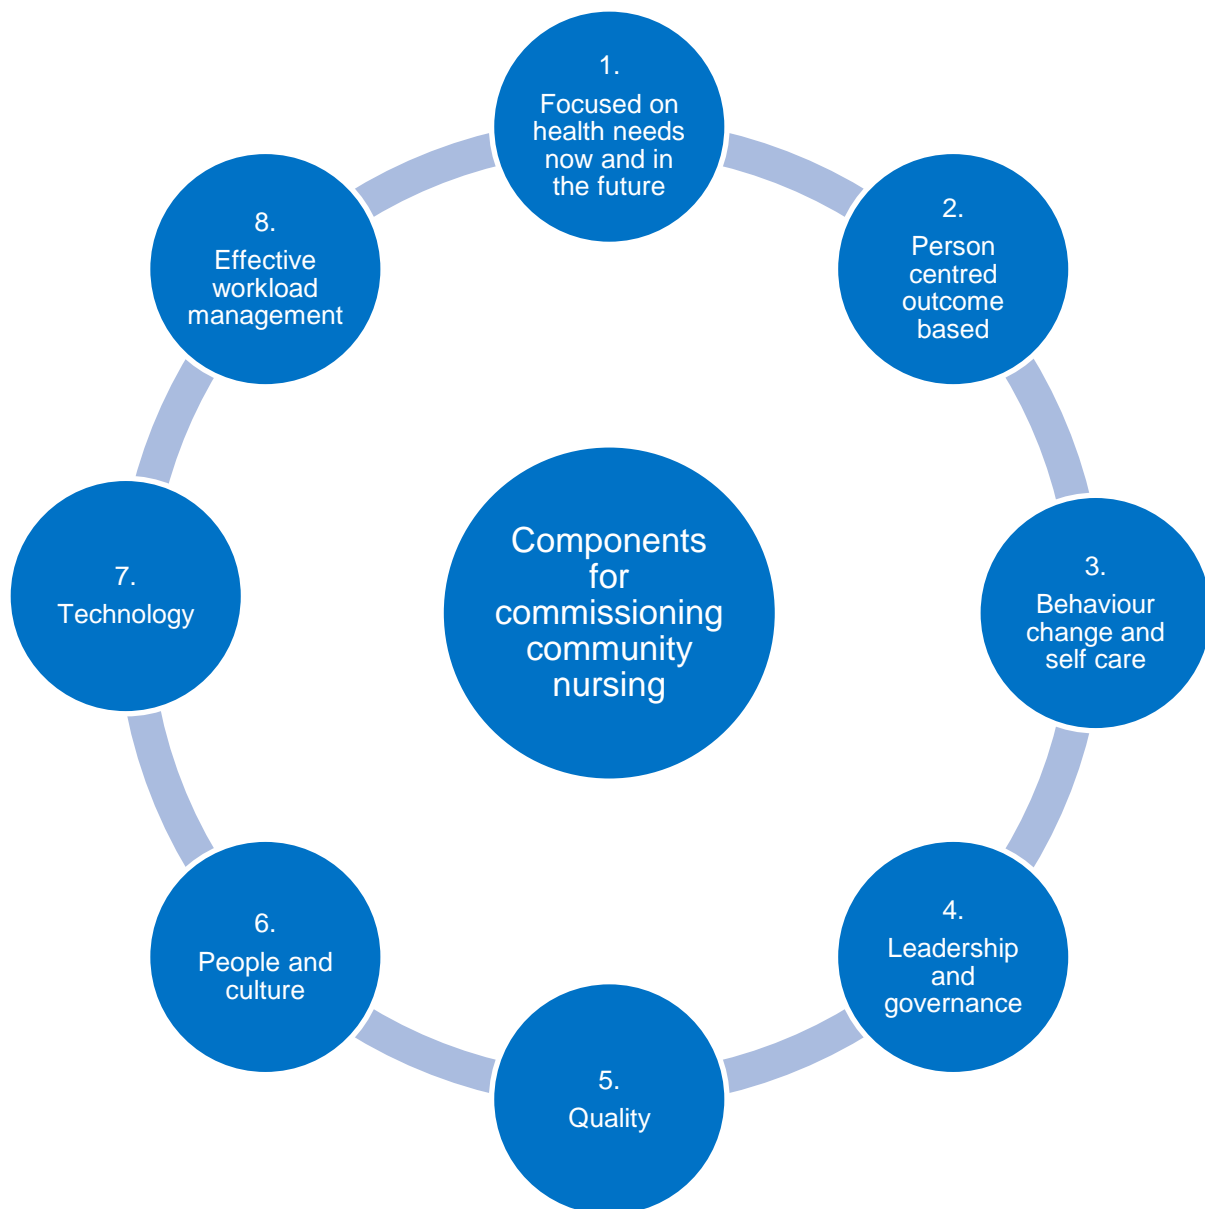 1.
Focused on
health needs
now and in
the future
2.
Person
centred
outcome
based
3.
Behaviour
change and
self care
4.
Leadership
and
governance
5.
Quality
6.
People and
culture
7.
Technology
8.
Effective
workload
management
Components
for
commissioning
community
nursing